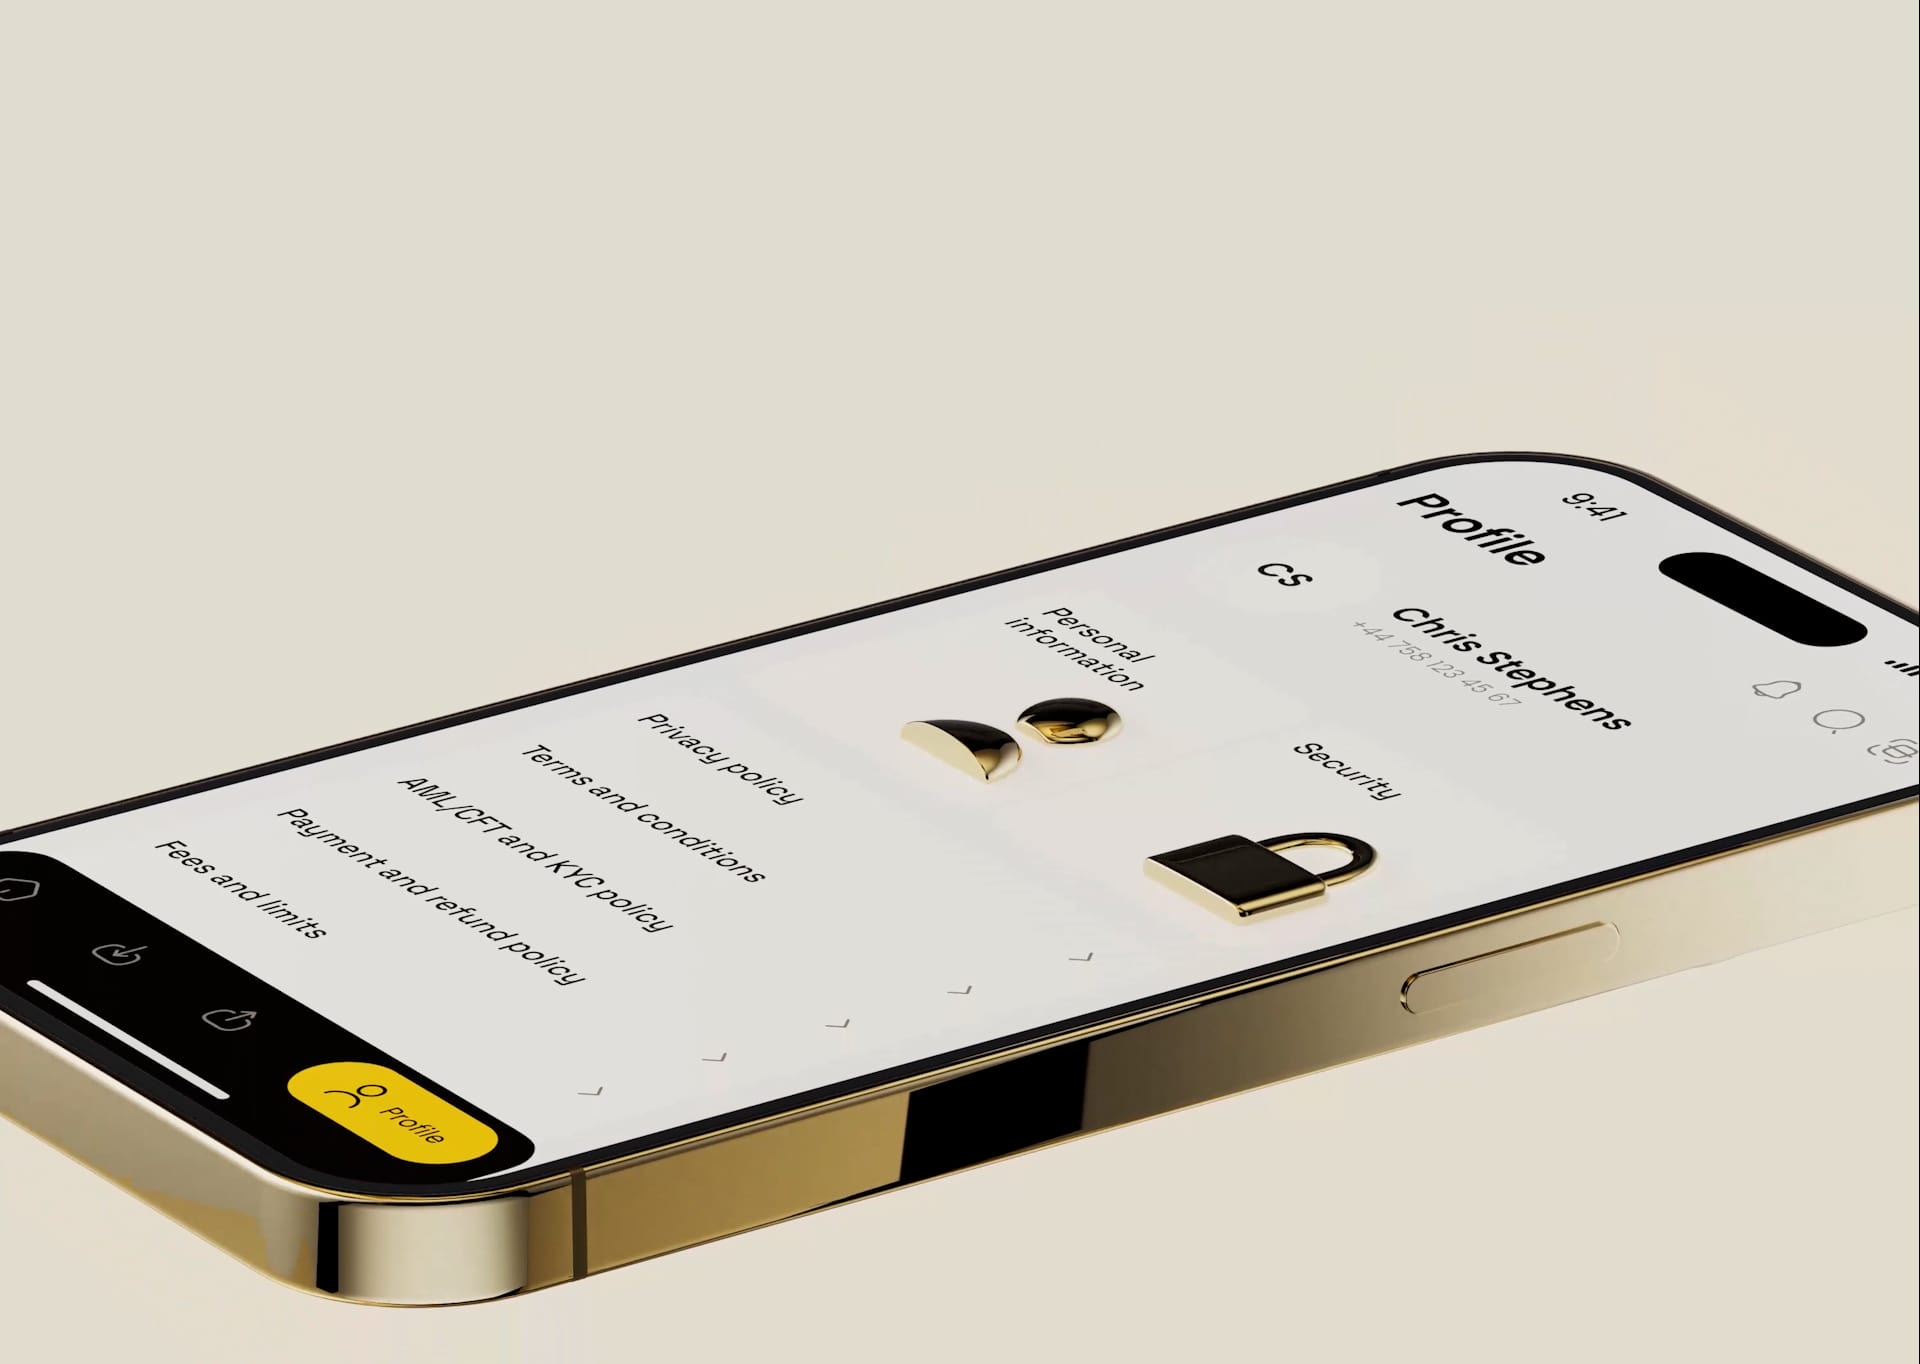 9:41
Profile
CS
Chris Stephens
+44 758 123 45 67
Personal
information
Security
Privacy policy
Terms and conditions
AML/CFT and KYC policy
Payment and refund policy
Fees and limits
Profile